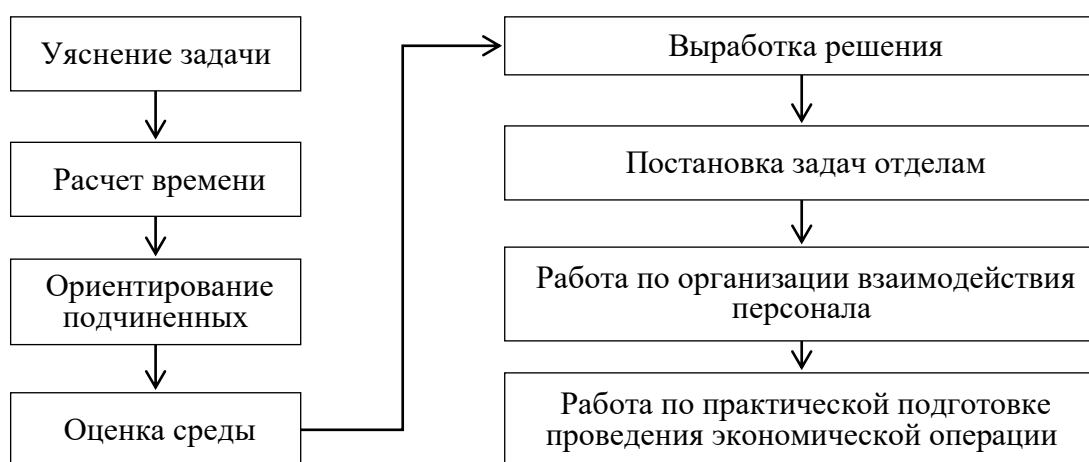 Уяснение задачи
Расчет времени
Ориентирование
подчиненных
Оценка среды
Выработка решения
Постановка задач отделам
Работа по организации взаимодействия
персонала
Работа по практической подготовке
проведения экономической операции